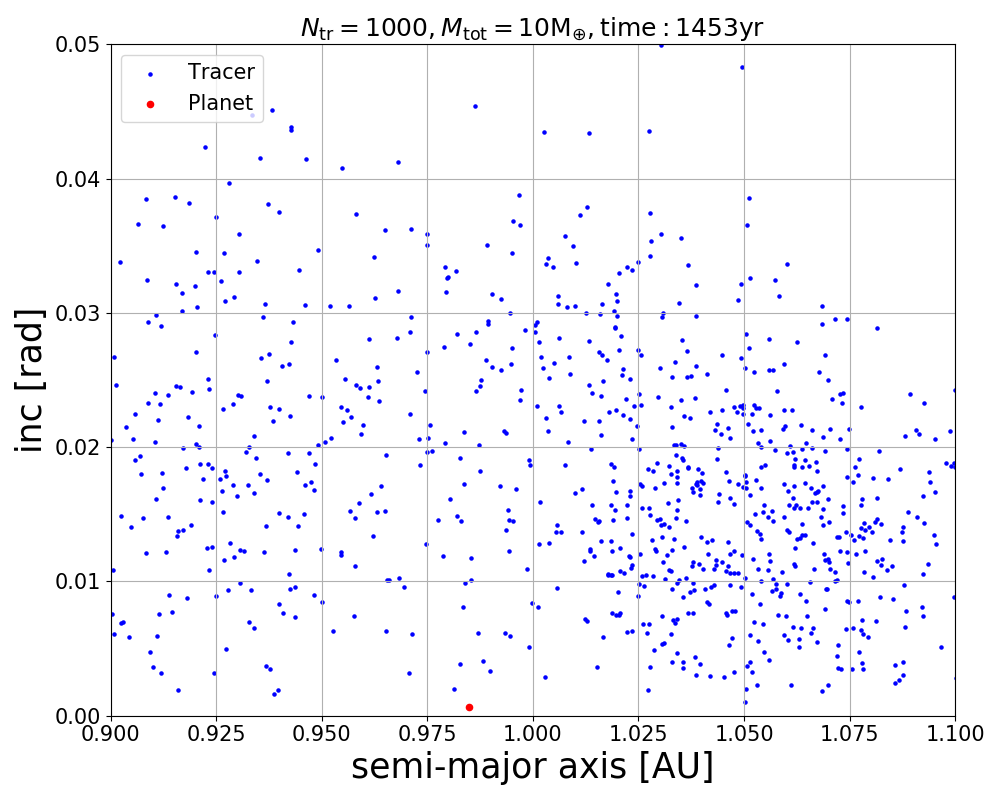 N_tr = 1000, M_tot = 10M_⊕, time : 1453yr
Tracer
Planet
inc [rad]
0.05
0.04
0.03
0.02
0.01
0.00
0.900 0.925 0.950 0.975 1.000 1.025 1.050 1.075 1.100
semi-major axis [AU]